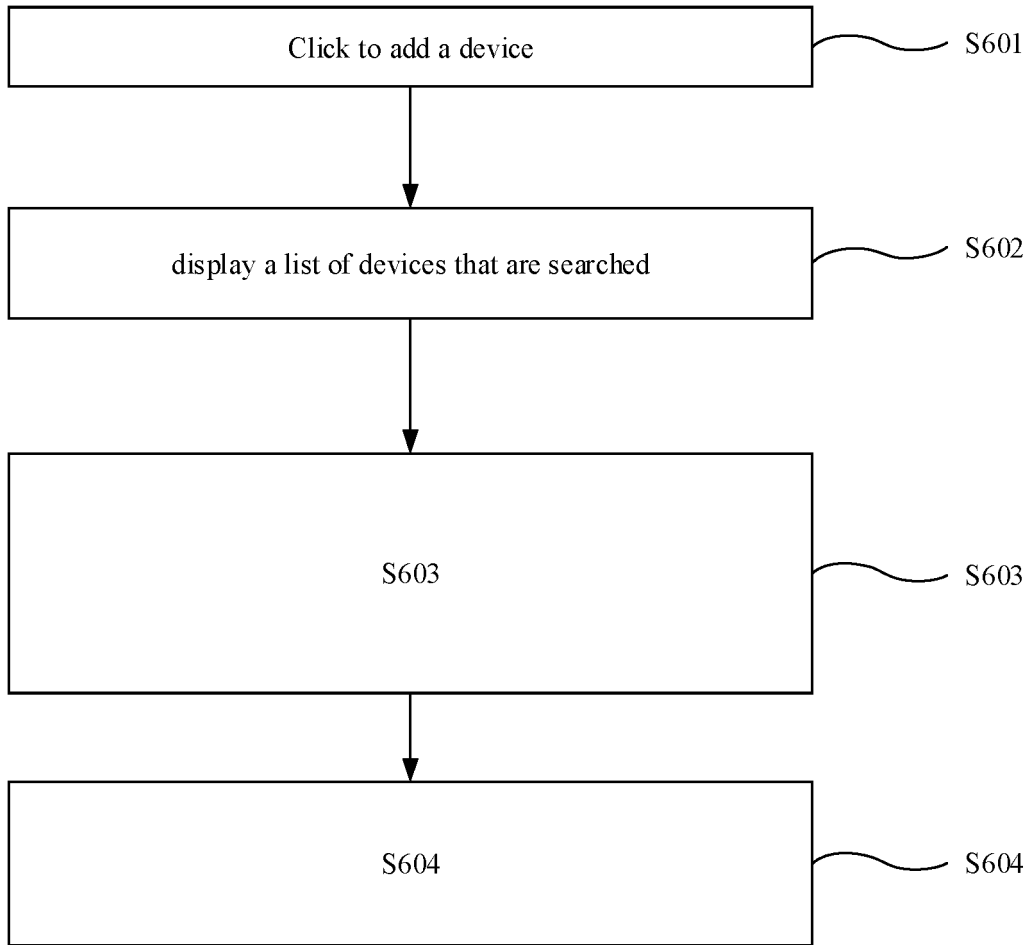 Click to add a device
S601
display a list of devices that are searched
S602
S603
S603
S604
S604